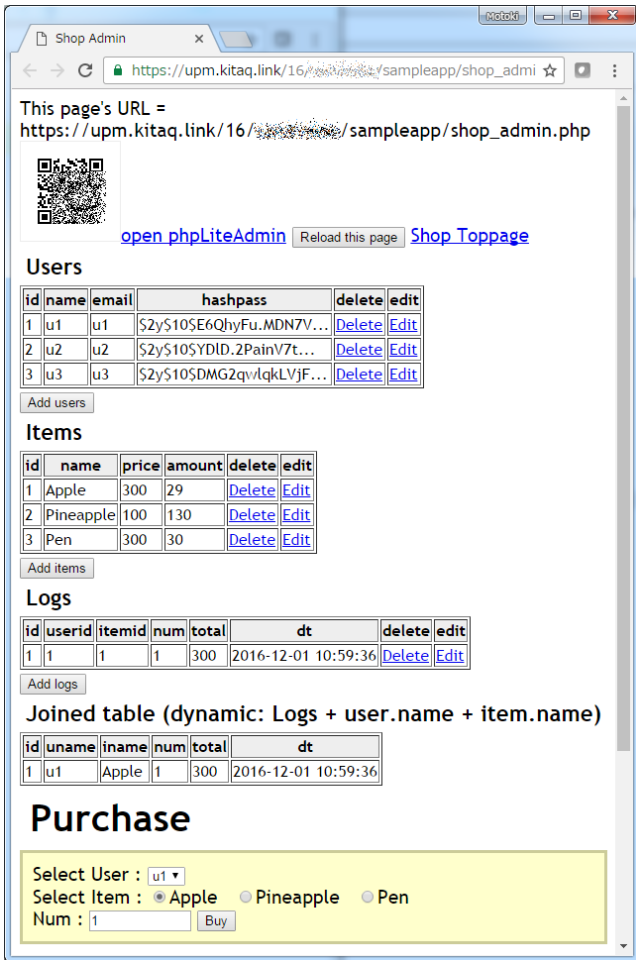 Motoki
Shop Admin
https://upm.kitaq.link/16/ /sampleapp/shop_admi
This page's URL =
https://upm.kitaq.link/16/ /sampleapp/shop_admin.php
open phpLiteAdmin Reload this page Shop Toppage
Users
id name email hashpass delete edit
1 u1 u1 $2y$10$E6QhyFu.MDN7V... Delete Edit
2 u2 u2 $2y$10$YDlD.2PainV7t... Delete Edit
3 u3 u3 $2y$10$DMG2qwlqkLVjF... Delete Edit
Add users
Items
id name price amount delete edit
1 Apple 300 29 Delete Edit
2 Pineapple 100 130 Delete Edit
3 Pen 300 30 Delete Edit
Add items
Logs
id userid itemid num total dt delete edit
1 1 1 1 300 2016-12-01 10:59:36 Delete Edit
Add logs
Joined table (dynamic: Logs + user.name + item.name)
id uname iname num total dt
1 u1 Apple 1 300 2016-12-01 10:59:36
Purchase
Select User : u1
Select Item : Apple Pineapple Pen
Num : 1 Buy